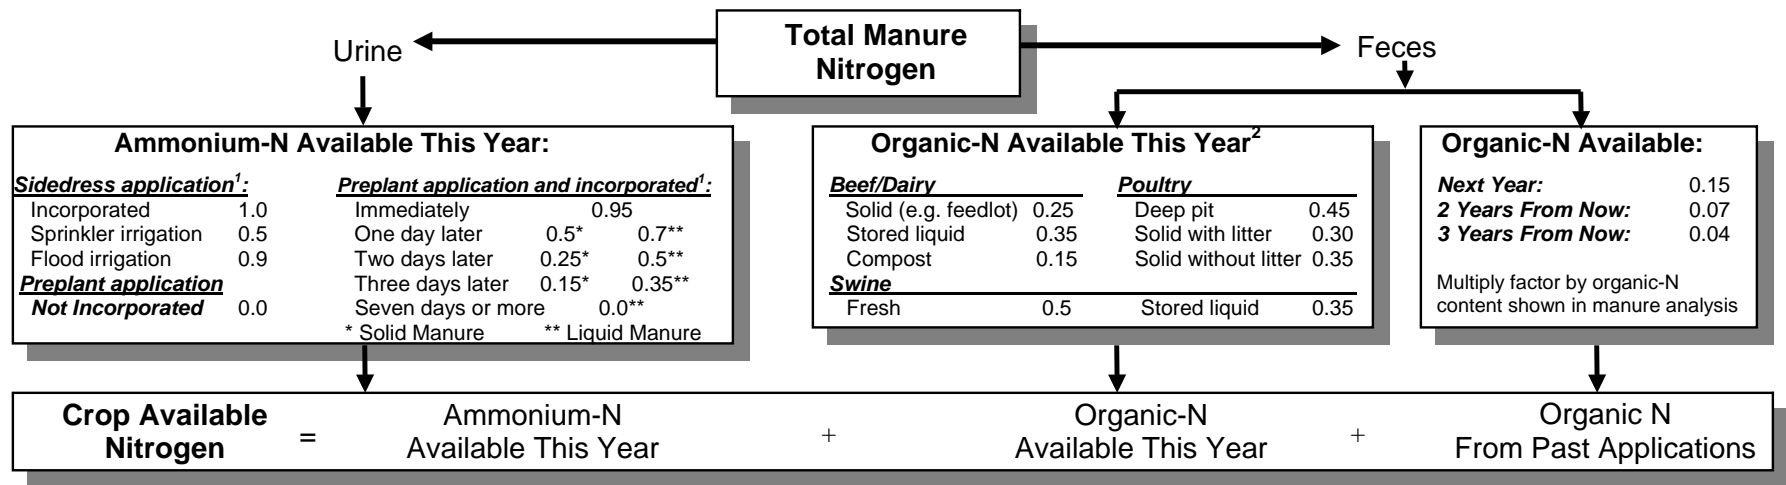 Total Manure
Nitrogen
Urine
Feces
Ammonium-N Available This Year:
Sidedress application1:
Incorporated 1.0
Sprinkler irrigation 0.5
Flood irrigation 0.9
Preplant application
Not Incorporated 0.0
Preplant application and incorporated1:
Immediately 0.95
One day later 0.5* 0.7**
Two days later 0.25* 0.5**
Three days later 0.15* 0.35**
Seven days or more 0.0**
* Solid Manure ** Liquid Manure
Organic-N Available This Year2
Beef/Dairy
Solid (e.g. feedlot) 0.25
Stored liquid 0.35
Compost 0.15
Poultry
Deep pit 0.45
Solid with litter 0.30
Solid without litter 0.35
Swine
Fresh 0.5 Stored liquid 0.35
Organic-N Available:
Next Year: 0.15
2 Years From Now: 0.07
3 Years From Now: 0.04
Multiply factor by organic-N
content shown in manure analysis
Crop Available
Nitrogen
=
Ammonium-N
Available This Year
+
Organic-N
Available This Year
+
Organic N
From Past Applications